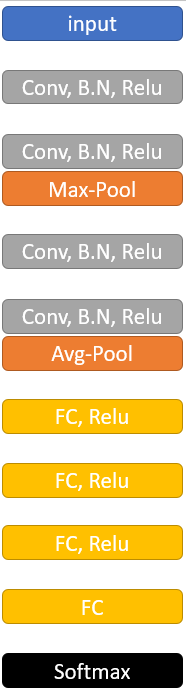 input
Conv, B.N, Relu
Conv, B.N, Relu
Max-Pool
Conv, B.N, Relu
Conv, B.N, Relu
Avg-Pool
FC, Relu
FC, Relu
FC, Relu
FC
Softmax